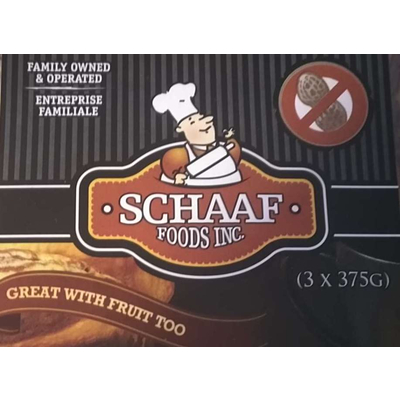 FAMILY OWNED
& OPERATED
ENTREPRISE
FAMILIALE
SCHAAF
FOODS INC.
(3 X 375G)
GREAT WITH FRUIT TOO